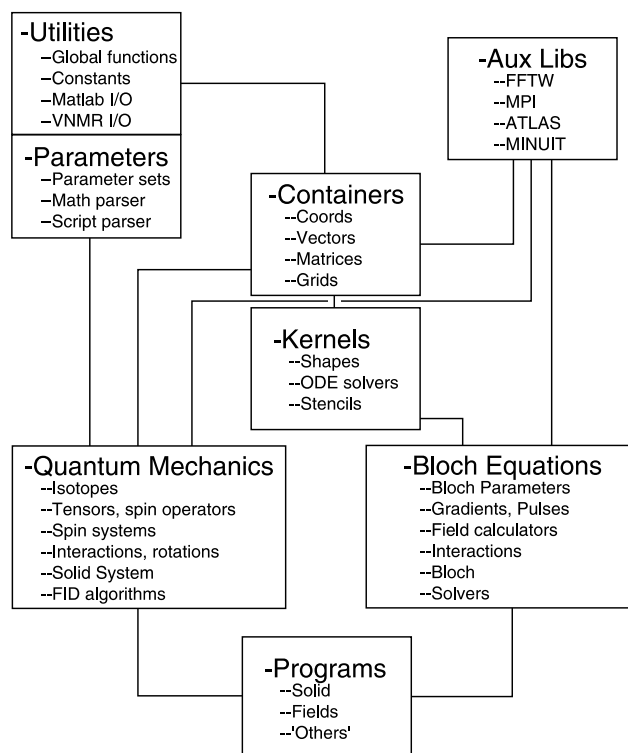 -Utilities
–Global functions
–Constants
–Matlab I/O
–VNMR I/O
-Parameters
–Parameter sets
–Math parser
–Script parser
-Aux Libs
--FFTW
--MPI
--ATLAS
--MINUIT
-Containers
--Coords
--Vectors
--Matrices
--Grids
-Kernels
--Shapes
--ODE solvers
--Stencils
-Quantum Mechanics
--Isotopes
--Tensors, spin operators
--Spin systems
--Interactions, rotations
--Solid System
--FID algorithms
-Bloch Equations
--Bloch Parameters
--Gradients, Pulses
--Field calculators
--Interactions
--Bloch
--Solvers
-Programs
--Solid
--Fields
--'Others'